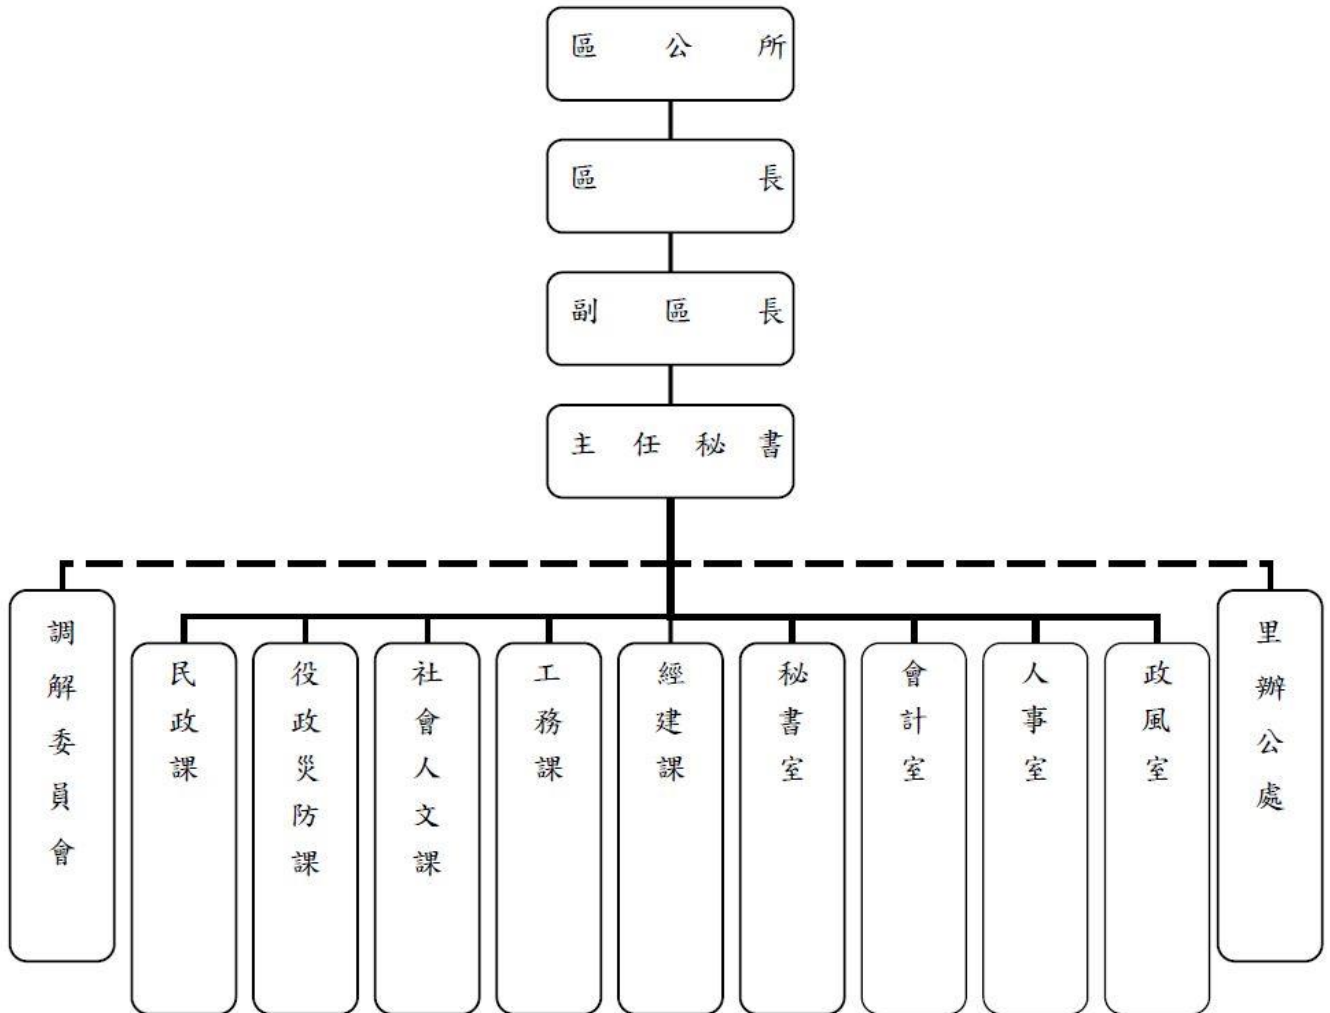 區公所
區長
副區長
主任秘書
調解委員會
民政課
役政災防課
社會人文課
工務課
經建課
秘書室
會計室
人事室
政風室
里辦公處